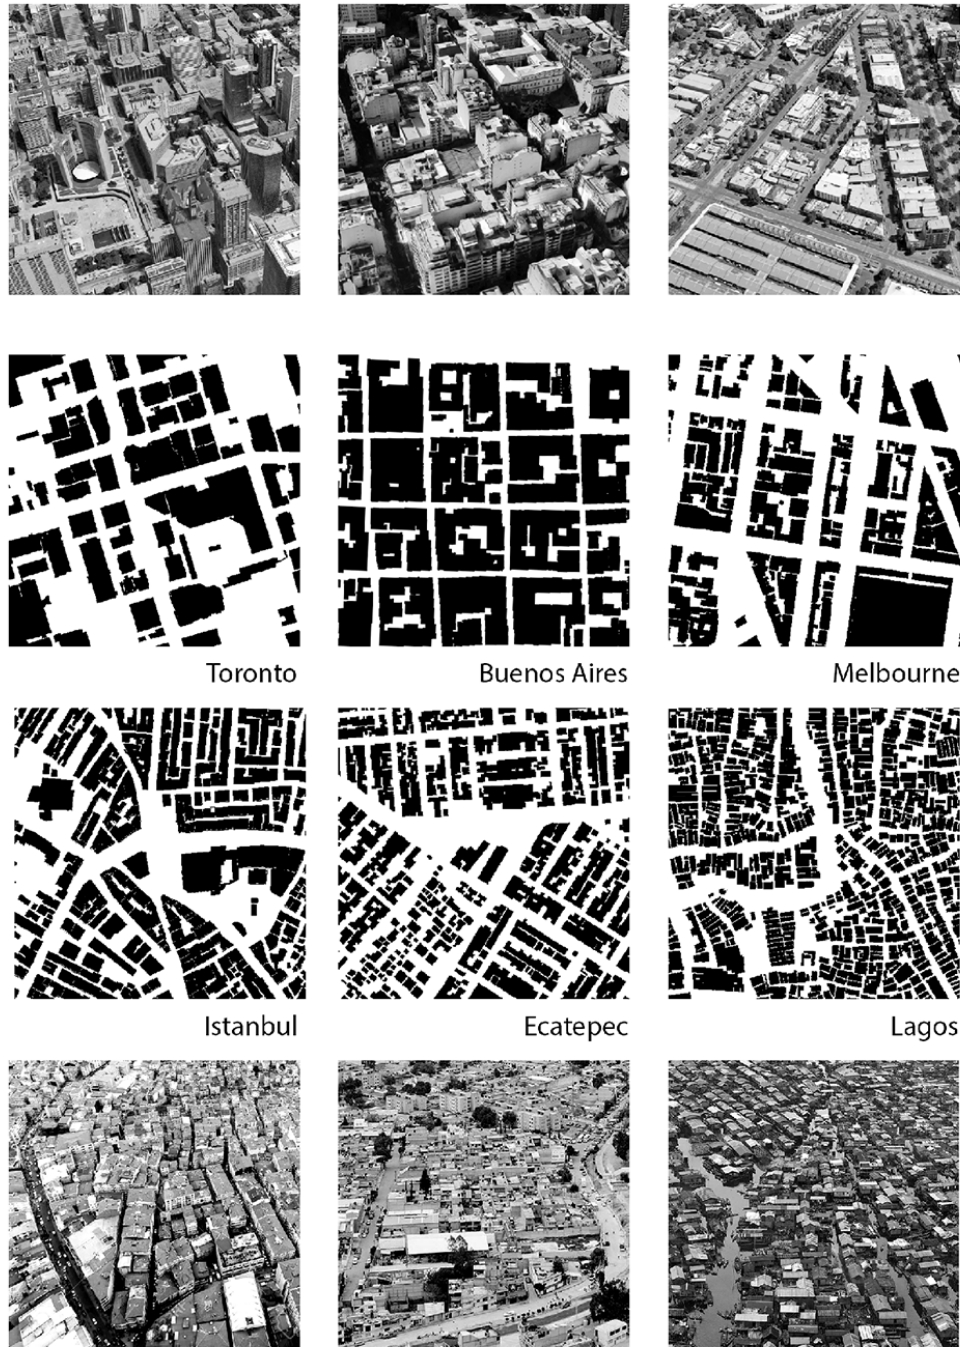 Toronto
Buenos Aires
Melbourne
Istanbul
Ecatepec
Lagos